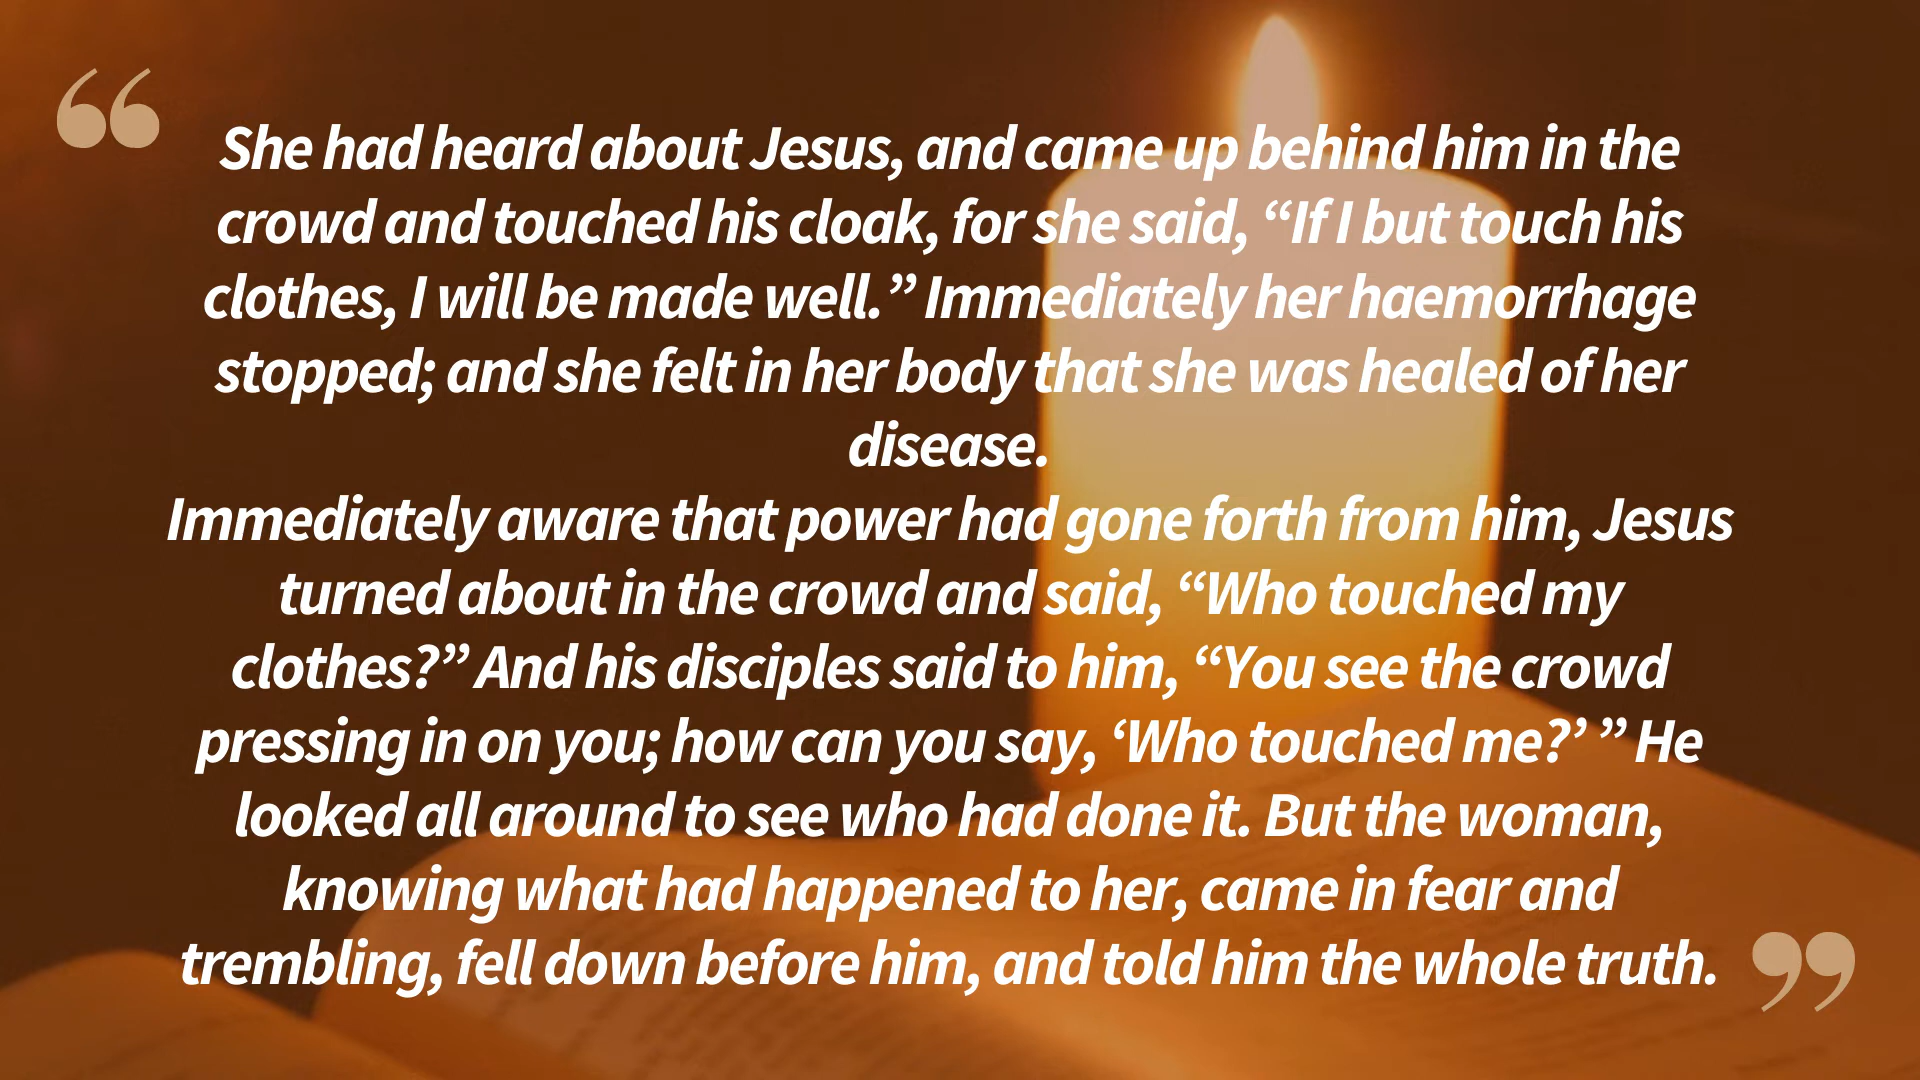 “
She had heard about Jesus, and came up behind him in the
crowd and touched his cloak, for she said, “If I but touch his
clothes, I will be made well.” Immediately her haemorrhage
stopped; and she felt in her body that she was healed of her
disease.
Immediately aware that power had gone forth from him, Jesus
turned about in the crowd and said, “Who touched my
clothes?” And his disciples said to him, “You see the crowd
pressing in on you; how can you say, ‘Who touched me?’ ” He
looked all around to see who had done it. But the woman,
knowing what had happened to her, came in fear and
trembling, fell down before him, and told him the whole truth.
”